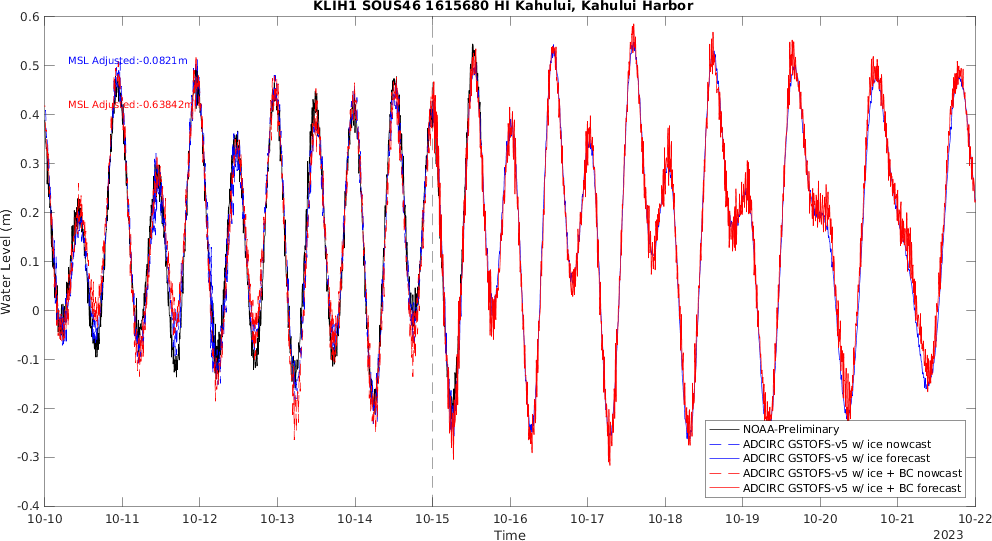 KLIH1 SOUS46 1615680 HI Kahului, Kahului Harbor
0.6
0.5
0.4
0.3
0.2
0.1
0
-0.1
-0.2
-0.3
-0.4
Water Level (m)
MSL Adjusted:-0.0821m
MSL Adjusted:-0.63842m
NOAA-Preliminary
ADCIRC GSTOFS-v5 w/ ice nowcast
ADCIRC GSTOFS-v5 w/ ice forecast
ADCIRC GSTOFS-v5 w/ ice + BC nowcast
ADCIRC GSTOFS-v5 w/ ice + BC forecast
10-10 10-11 10-12 10-13 10-14 10-15 10-16 10-17 10-18 10-19 10-20 10-21 10-22
Time
2023